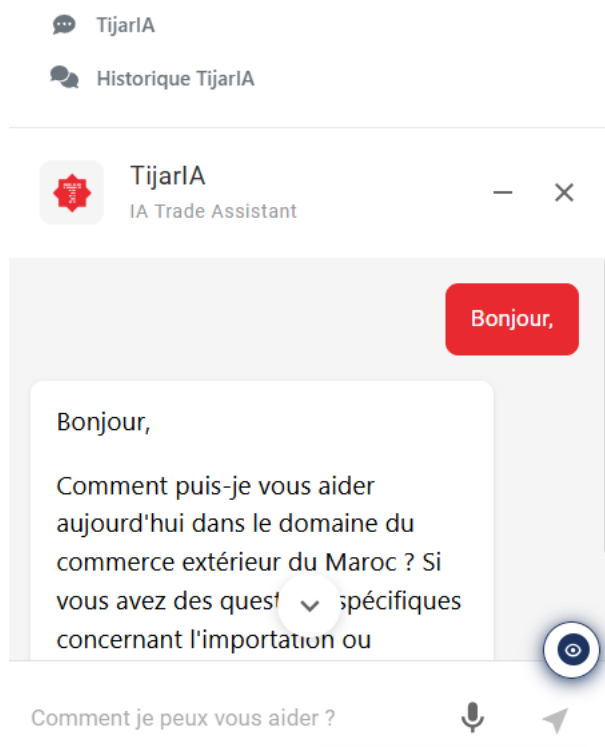 TijarIA
Historique TijarIA
TijarIA
IA Trade Assistant
Bonjour,
Bonjour,
Comment puis-je vous aider
aujourd'hui dans le domaine du
commerce extérieur du Maroc ? Si
vous avez des spécifiques
concernant l'importation ou
Comment je peux vous aider ?